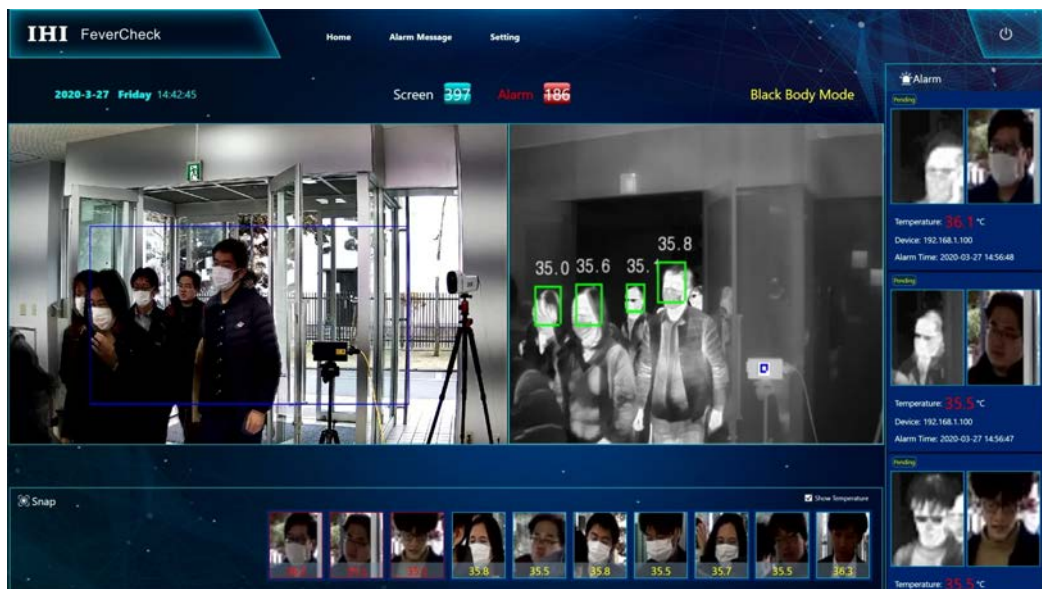 IHI FeverCheck
Home Alarm Message Setting
2020-3-27 Friday 14:42:45
Screen 397 Alarm 186
Black Body Mode
35.0 35.6 35. 35.8
Alarm
Pending
Temperature: 36.1 °C
Device: 192.168.1.100
Alarm Time: 2020-03-27 14:56:48
Pending
Temperature: 35.5 °C
Device: 192.168.1.100
Alarm Time: 2020-03-27 14:56:47
Pending
Temperature: 35.5 °C
Snap
Show Temperature
35.8 35.5 35.8 35.5 35.7 35.5 36.3